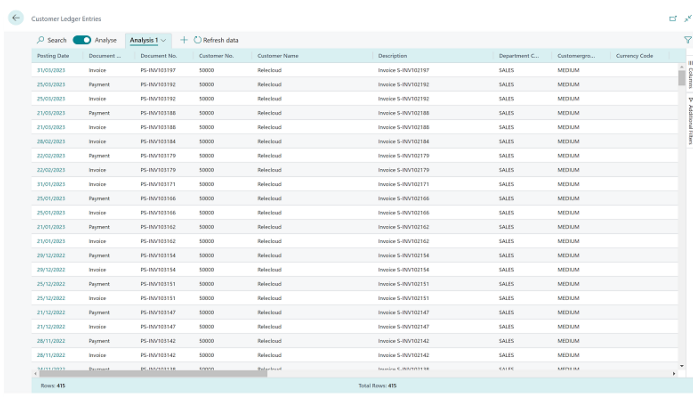 Customer Ledger Entries
Search Analyse Analysis 1 Refresh data
Posting Date Document ... Document No. Customer No. Customer Name Description Department C... Customergro... Currency Code
31/03/2023 Invoice PS-INV103197 50000 Relecloud Invoice S-INV102197 SALES MEDIUM
25/03/2023 Payment PS-INV103192 50000 Relecloud Invoice S-INV102192 SALES MEDIUM
25/03/2023 Invoice PS-INV103192 50000 Relecloud Invoice S-INV102192 SALES MEDIUM
21/03/2023 Payment PS-INV103188 50000 Relecloud Invoice S-INV102188 SALES MEDIUM
21/03/2023 Invoice PS-INV103188 50000 Relecloud Invoice S-INV102188 SALES MEDIUM
28/02/2023 Invoice PS-INV103184 50000 Relecloud Invoice S-INV102184 SALES MEDIUM
22/02/2023 Payment PS-INV103179 50000 Relecloud Invoice S-INV102179 SALES MEDIUM
22/02/2023 Invoice PS-INV103179 50000 Relecloud Invoice S-INV102179 SALES MEDIUM
31/01/2023 Invoice PS-INV103171 50000 Relecloud Invoice S-INV102171 SALES MEDIUM
25/01/2023 Payment PS-INV103166 50000 Relecloud Invoice S-INV102166 SALES MEDIUM
25/01/2023 Invoice PS-INV103166 50000 Relecloud Invoice S-INV102166 SALES MEDIUM
21/01/2023 Payment PS-INV103162 50000 Relecloud Invoice S-INV102162 SALES MEDIUM
21/01/2023 Invoice PS-INV103162 50000 Relecloud Invoice S-INV102162 SALES MEDIUM
29/12/2022 Payment PS-INV103154 50000 Relecloud Invoice S-INV102154 SALES MEDIUM
29/12/2022 Invoice PS-INV103154 50000 Relecloud Invoice S-INV102154 SALES MEDIUM
25/12/2022 Payment PS-INV103151 50000 Relecloud Invoice S-INV102151 SALES MEDIUM
25/12/2022 Invoice PS-INV103151 50000 Relecloud Invoice S-INV102151 SALES MEDIUM
21/12/2022 Payment PS-INV103147 50000 Relecloud Invoice S-INV102147 SALES MEDIUM
21/12/2022 Invoice PS-INV103147 50000 Relecloud Invoice S-INV102147 SALES MEDIUM
28/11/2022 Payment PS-INV103142 50000 Relecloud Invoice S-INV102142 SALES MEDIUM
28/11/2022 Invoice PS-INV103142 50000 Relecloud Invoice S-INV102142 SALES MEDIUM
Payment 50000 Relecloud SALES MEDIUM
Rows: 415 Total Rows: 415
Columns
Additional Filters